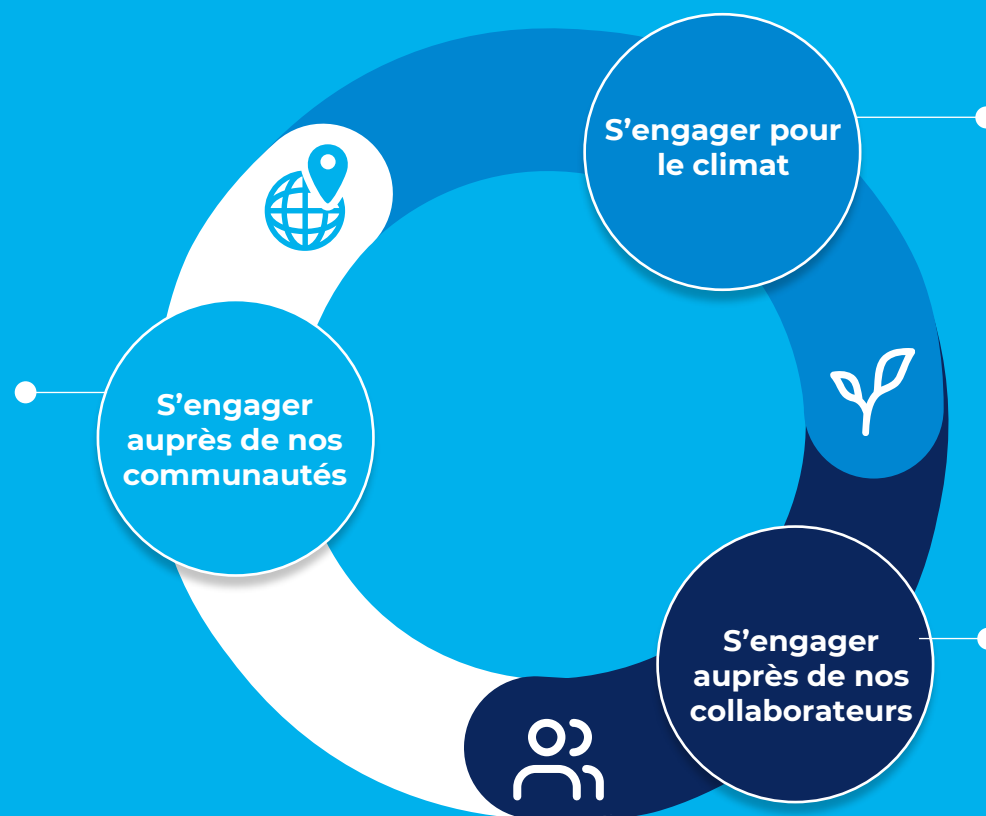 S’engager pour
le climat
S’engager
auprès de nos
communautés
S’engager
auprès de nos
collaborateurs